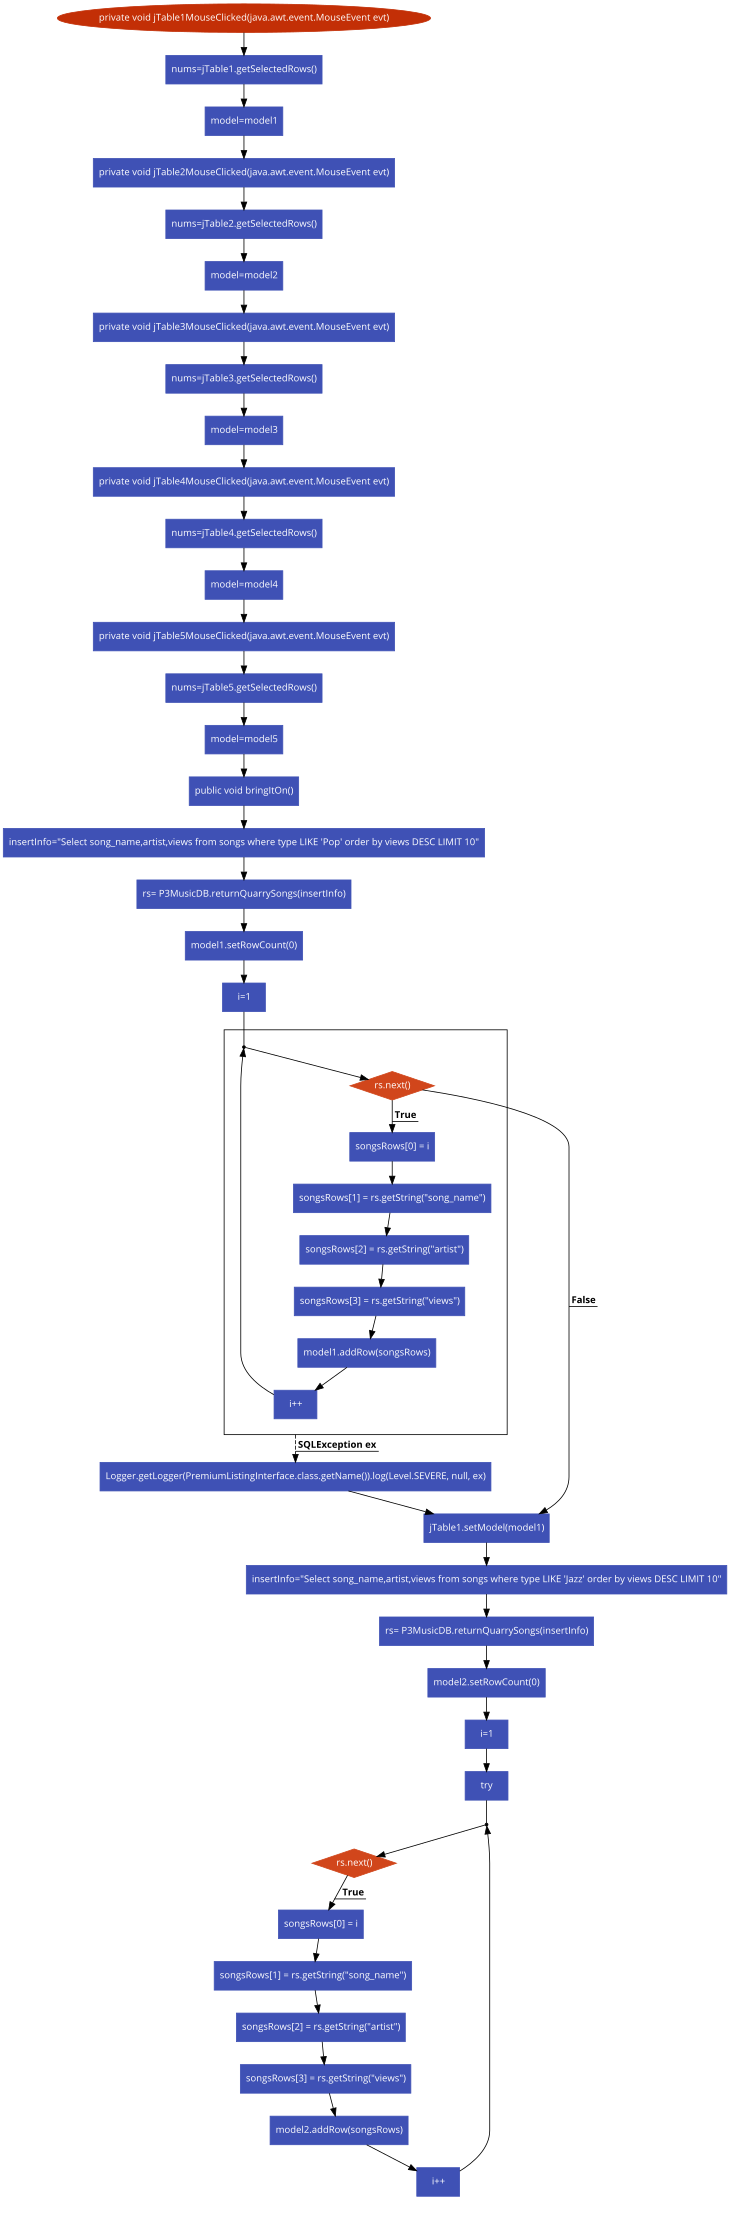 private void jTable1MouseClicked(java.awt.event.MouseEvent evt)
nums=jTable1.getSelectedRows()
model=model1
private void jTable2MouseClicked(java.awt.event.MouseEvent evt)
nums=jTable2.getSelectedRows()
model=model2
private void jTable3MouseClicked(java.awt.event.MouseEvent evt)
nums=jTable3.getSelectedRows()
model=model3
private void jTable4MouseClicked(java.awt.event.MouseEvent evt)
nums=jTable4.getSelectedRows()
model=model4
private void jTable5MouseClicked(java.awt.event.MouseEvent evt)
nums=jTable5.getSelectedRows()
model=model5
public void bringItOn()
insertInfo="Select song_name,artist,views from songs where type LIKE 'Pop' order by views DESC LIMIT 10"
rs= P3MusicDB.returnQuarrySongs(insertInfo)
model1.setRowCount(0)
i=1
rs.next()
True
songsRows[0] = i
songsRows[1] = rs.getString("song_name")
songsRows[2] = rs.getString("artist")
songsRows[3] = rs.getString("views")
False
model1.addRow(songsRows)
i++
SQLException ex
Logger.getLogger(PremiumListingInterface.class.getName()).log(Level.SEVERE, null, ex)
jTable1.setModel(model1)
insertInfo="Select song_name,artist,views from songs where type LIKE 'Jazz' order by views DESC LIMIT 10"
rs= P3MusicDB.returnQuarrySongs(insertInfo)
model2.setRowCount(0)
i=1
try
rs.next()
True
songsRows[0] = i
songsRows[1] = rs.getString("song_name")
songsRows[2] = rs.getString("artist")
songsRows[3] = rs.getString("views")
model2.addRow(songsRows)
i++